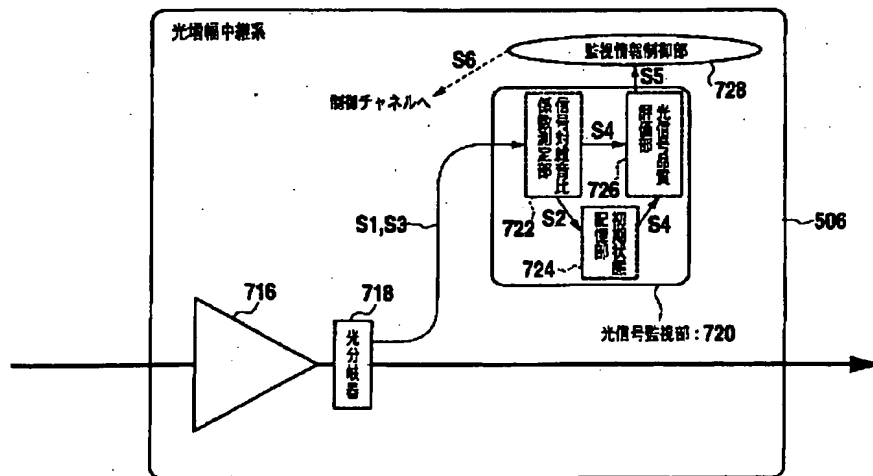 光増幅中継系
監視情報制御部
728
S6
S5
制御チャネルへ
信号対雑音比
係数測定部
S4
光信号品質
評価部
726
722
S2
S4
初期状態
記憶部
724
S1,S3
506
716
718
光分岐器
光信号監視部:720